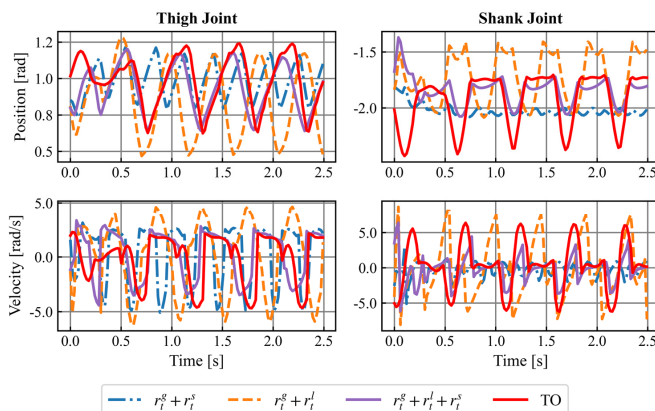 Thigh Joint
Shank Joint
Position [rad]
1.2
1.0
0.8
0.5
0.0 0.5 1.0 1.5 2.0 2.5
-1.5
-2.0
0.0 0.5 1.0 1.5 2.0 2.5
Velocity [rad/s]
5.0
0.0
-5.0
0.0 0.5 1.0 1.5 2.0 2.5
Time [s]
5.0
0.0
-5.0
0.0 0.5 1.0 1.5 2.0 2.5
Time [s]
r_t^g + r_t^s
r_t^g + r_t^l
r_t^g + r_t^l + r_t^s
TO